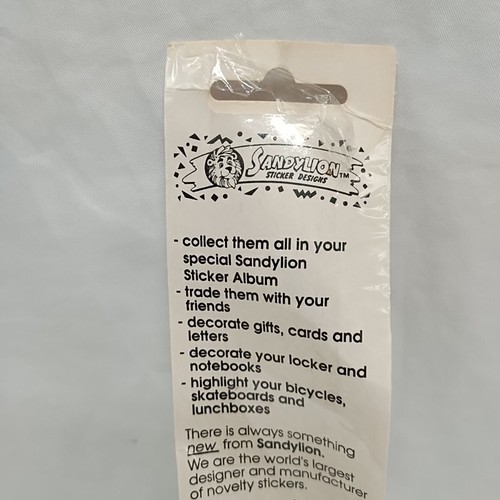 SANDYLION™
STICKER DESIGNS
- collect them all in your
special Sandylion
Sticker Album
- trade them with your
friends
- decorate gifts, cards and
letters
- decorate your locker and
notebooks
- highlight your bicycles,
skateboards and
lunchboxes
There is always something
new from Sandylion.
We are the world's largest
designer and manufacturer
of novelty stickers.